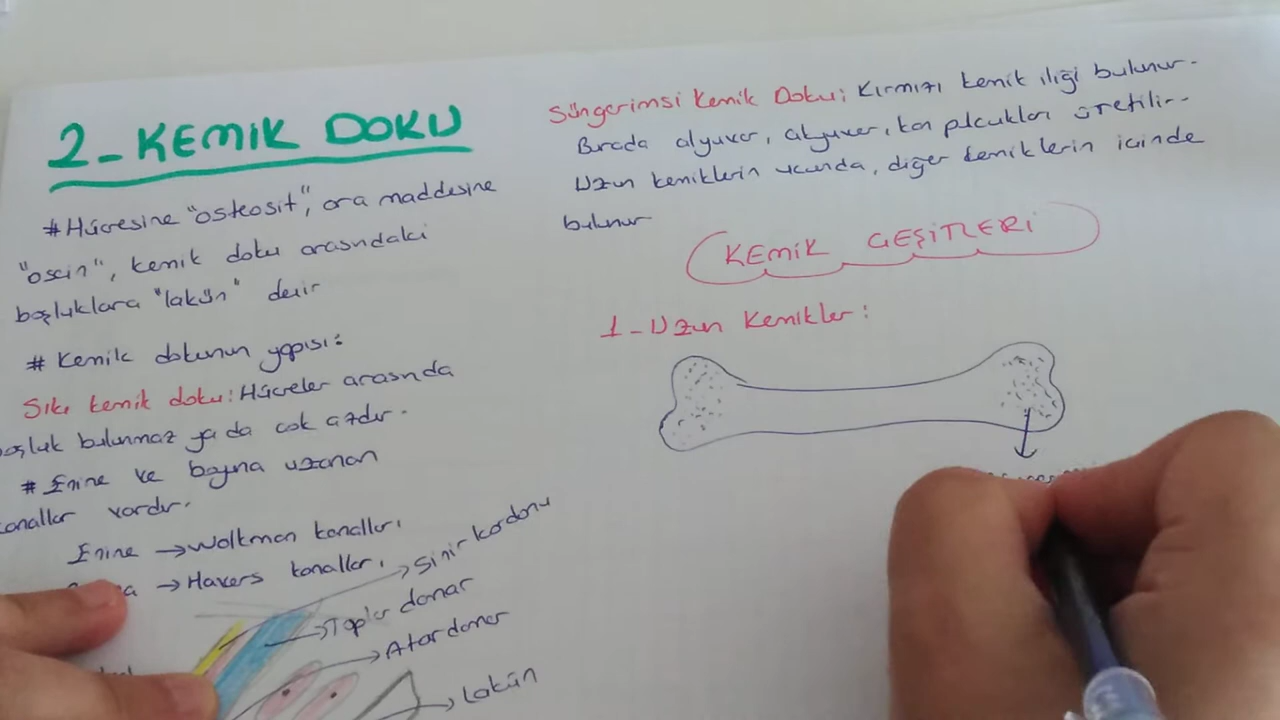 2- KEMİK DOKU
# Hücresine "osteosit", ara maddesine
"osein", kemik doku arasındaki
boşluklara "lakün" denir
# Kemik dokunun yapısı:
Sıkı kemik doku: Hücreler arasında
boşluk bulunmaz ya da çok azdır.
# Enine ve boyuna uzanan
kanallar vardır.
Enine → Wolkman kanalları
→ Havers kanalları
Sinir kordonu
Toplar damar
Atardamar
Lakün
Süngerimsi Kemik Doku; Kırmızı kemik iliği bulunur.
Burada alyuvar, akyuvar, kan pulcukları üretilir.
Uzun kemiklerin ucunda, diğer kemiklerin içinde
bulunur
KEMİK ÇEŞİTLERİ
1-Uzun Kemikler: